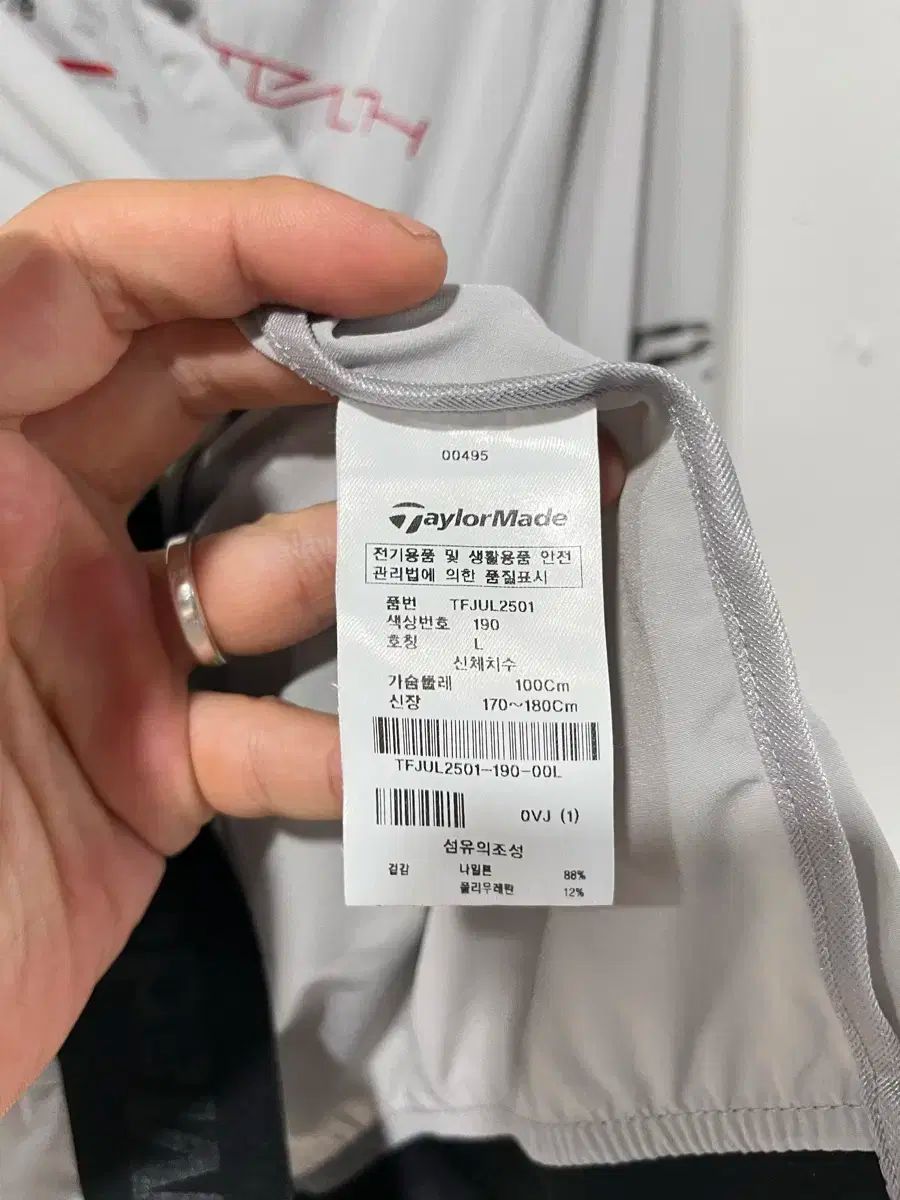 00495
TaylorMade
전기용품 및 생활용품 안전
관리법에 의한 품질표시
품번 TFJUL2501
색상번호 190
호칭 L
신체치수
가슴둘레 100Cm
신장 170~180Cm
TFJUL2501-190-00L
0VJ (1)
섬유의조성
겉감 나일론 88%
폴리우레탄 12%